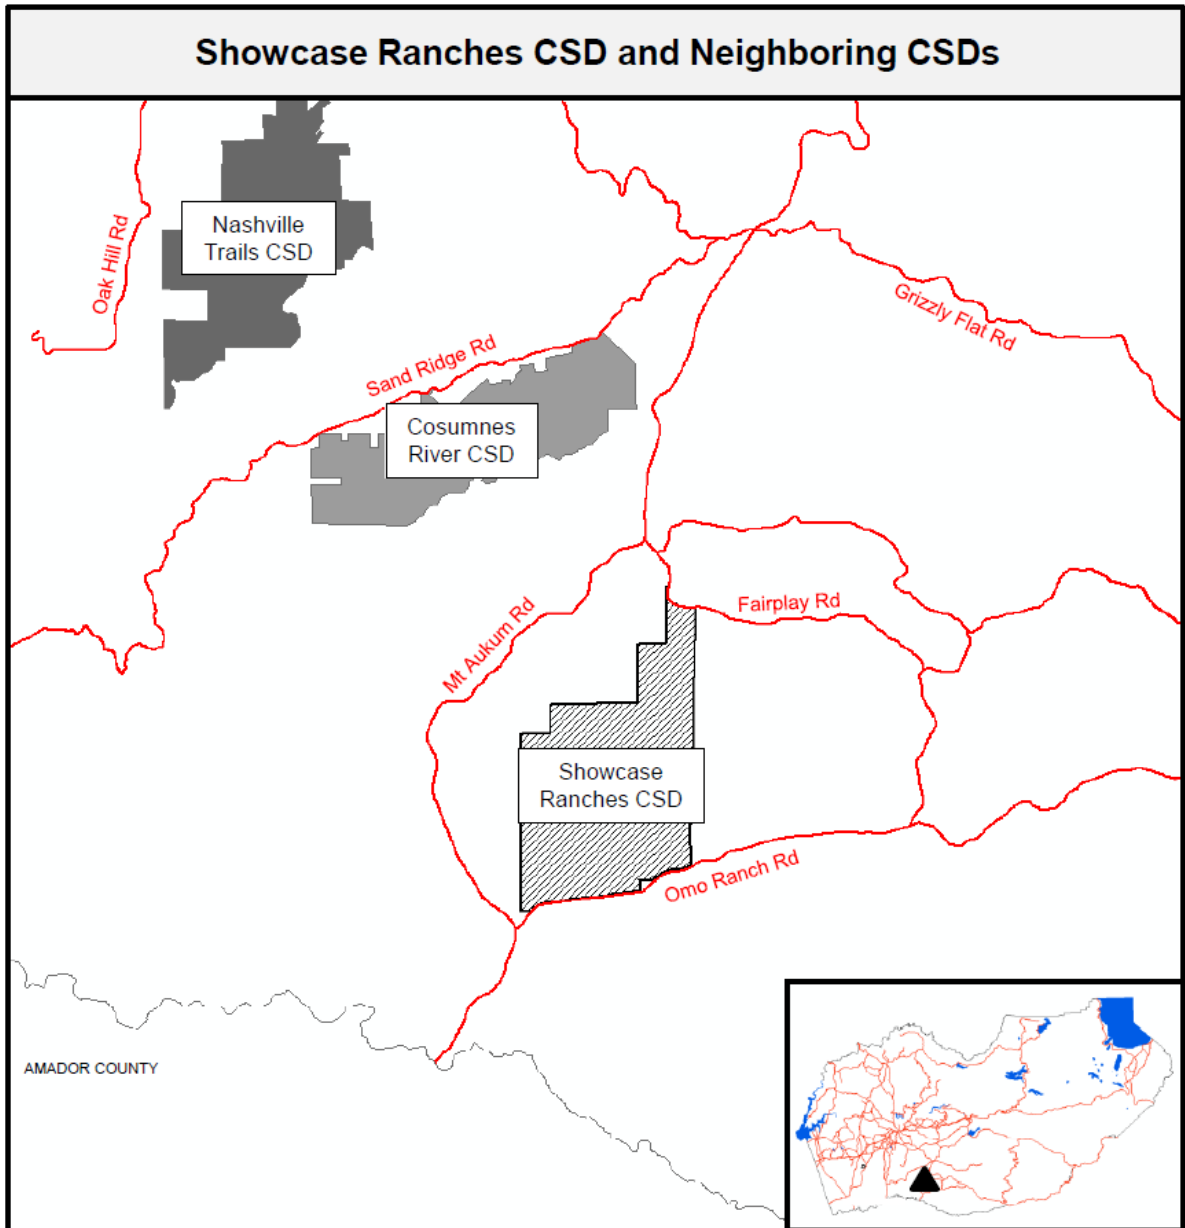 Showcase Ranches CSD and Neighboring CSDs
Nashville
Trails CSD
Oak Hill Rd
Grizzly Flat Rd
Sand Ridge Rd
Cosumnes
River CSD
Fairplay Rd
Mt Aukum Rd
Showcase
Ranches CSD
Omo Ranch Rd
AMADOR COUNTY